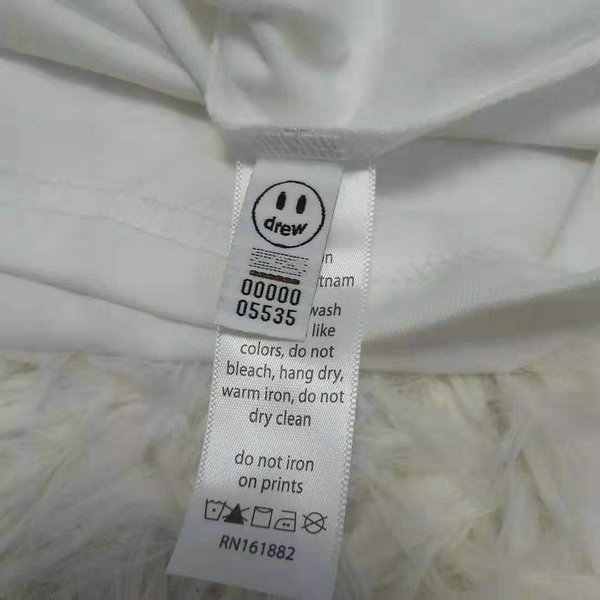 drew
00000
05535
n
tnam
wash
like
colors, do not
bleach, hang dry,
warm iron, do not
dry clean
do not iron
on prints
RN161882